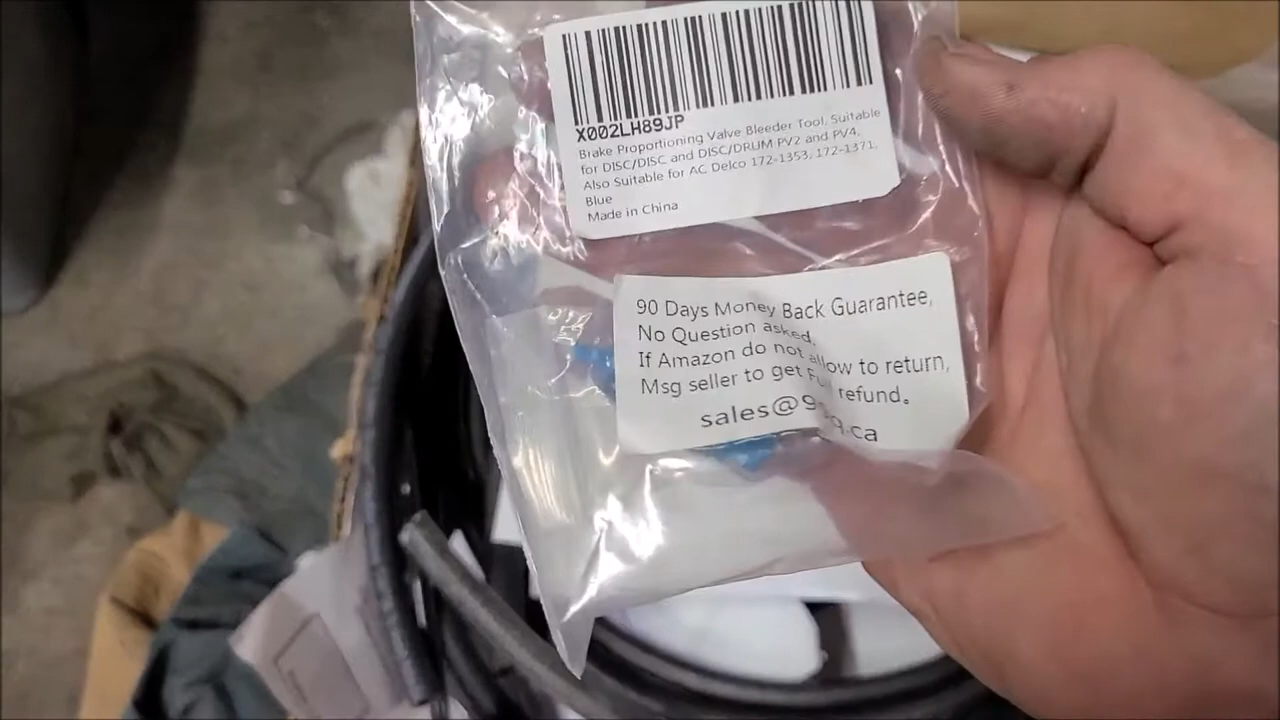 X002LH89JP
Brake Proportioning Valve Bleeder Tool, Suitable
for DISC/DISC and DISC/DRUM PV2 and PV4,
Also Suitable for AC Delco 172-1353, 172-1371,
Blue
Made in China
90 Days Money Back Guarantee,
No Question asked,
If Amazon do not allow to return,
Msg seller to get refund。